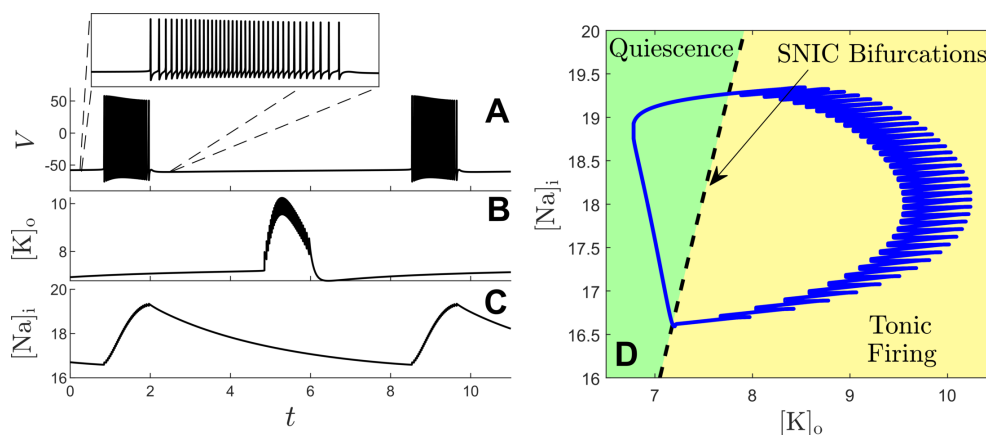 A
V
50
0
-50
B
[K]ₒ
10
8
C
[Na]ᵢ
20
18
16
0
2
4
6
8
10
t
Quiescence
SNIC Bifurcations
Tonic
Firing
D
[Na]ᵢ
20
19.5
19
18.5
18
17.5
17
16.5
16
7
8
9
10
[K]ₒ